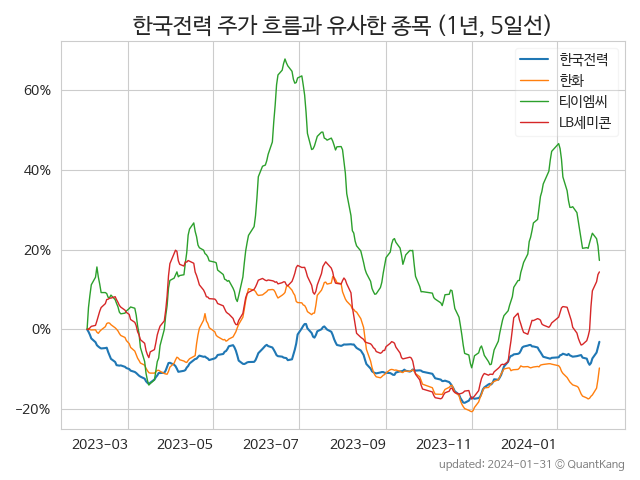 한국전력 주가 흐름과 유사한 종목 (1년, 5일선)
한국전력
한화
티이엠씨
LB세미콘
60%
40%
20%
0%
−20%
2023-03 2023-05 2023-07 2023-09 2023-11 2024-01
updated: 2024-01-31 © QuantKang